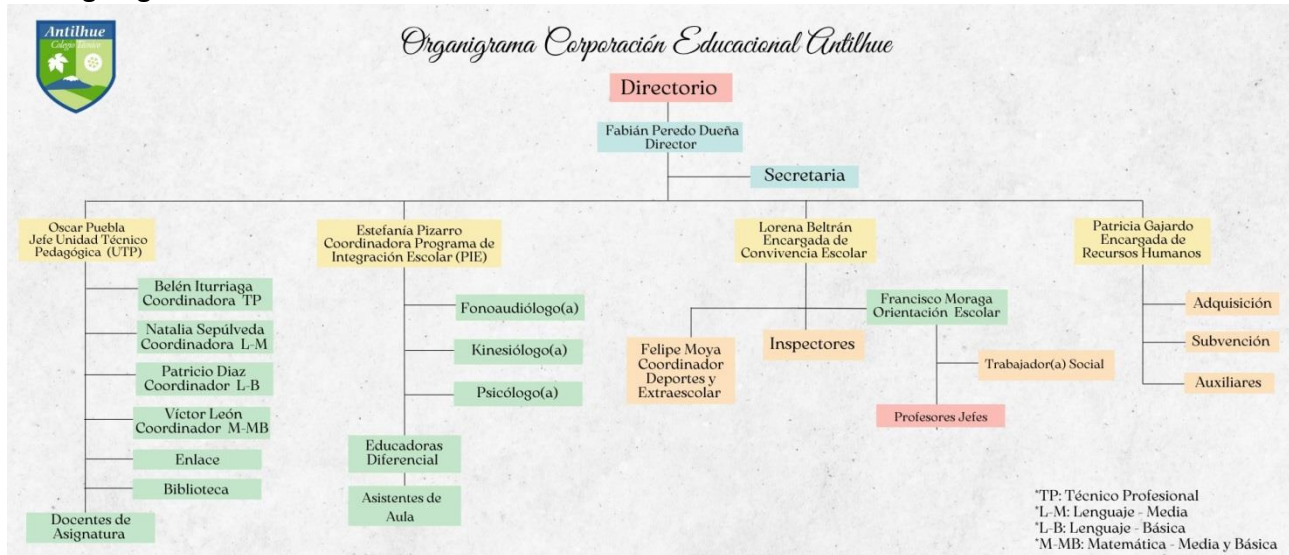 Antilhue
Colegio Técnico
Organigrama Corporación Educacional Antilhue
Directorio
Fabián Peredo Dueña
Director
Secretaria
Oscar Puebla
Jefe Unidad Técnico
Pedagógica (UTP)
Belén Iturriaga
Coordinadora TP
Natalia Sepúlveda
Coordinadora L-M
Patricio Diaz
Coordinador L-B
Víctor León
Coordinador M-MB
Enlace
Biblioteca
Docentes de
Asignatura
Estefanía Pizarro
Coordinadora Programa de
Integración Escolar (PIE)
Fonoaudiólogo(a)
Kinesiólogo(a)
Psicólogo(a)
Educadoras
Diferencial
Asistentes de
Aula
Lorena Beltrán
Encargada de
Convivencia Escolar
Felipe Moya
Coordinador
Deportes y
Extraescolar
Inspectores
Francisco Moraga
Orientación Escolar
Trabajador(a) Social
Profesores Jefes
Patricia Gajardo
Encargada de
Recursos Humanos
Adquisición
Subvención
Auxiliares
*TP: Técnico Profesional
*L-M: Lenguaje - Media
*L-B: Lenguaje - Básica
*M-MB: Matemática - Media y Básica